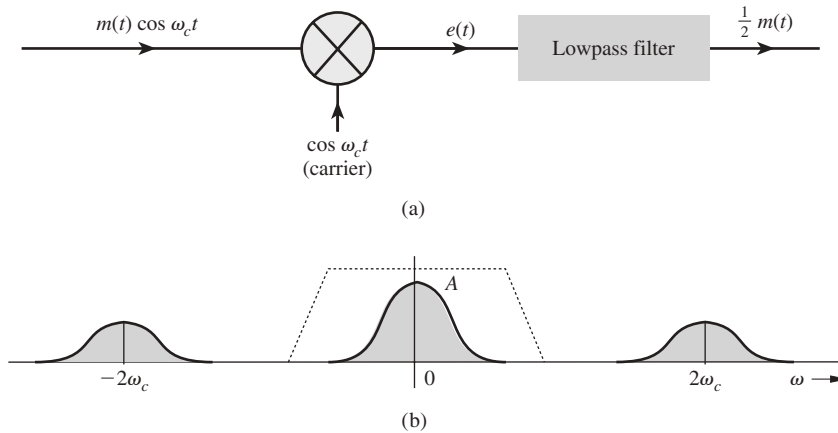 m(t) cos ω_c t
e(t)
Lowpass filter
½ m(t)
cos ω_c t
(carrier)
(a)
A
−2ω_c
0
2ω_c
ω
(b)